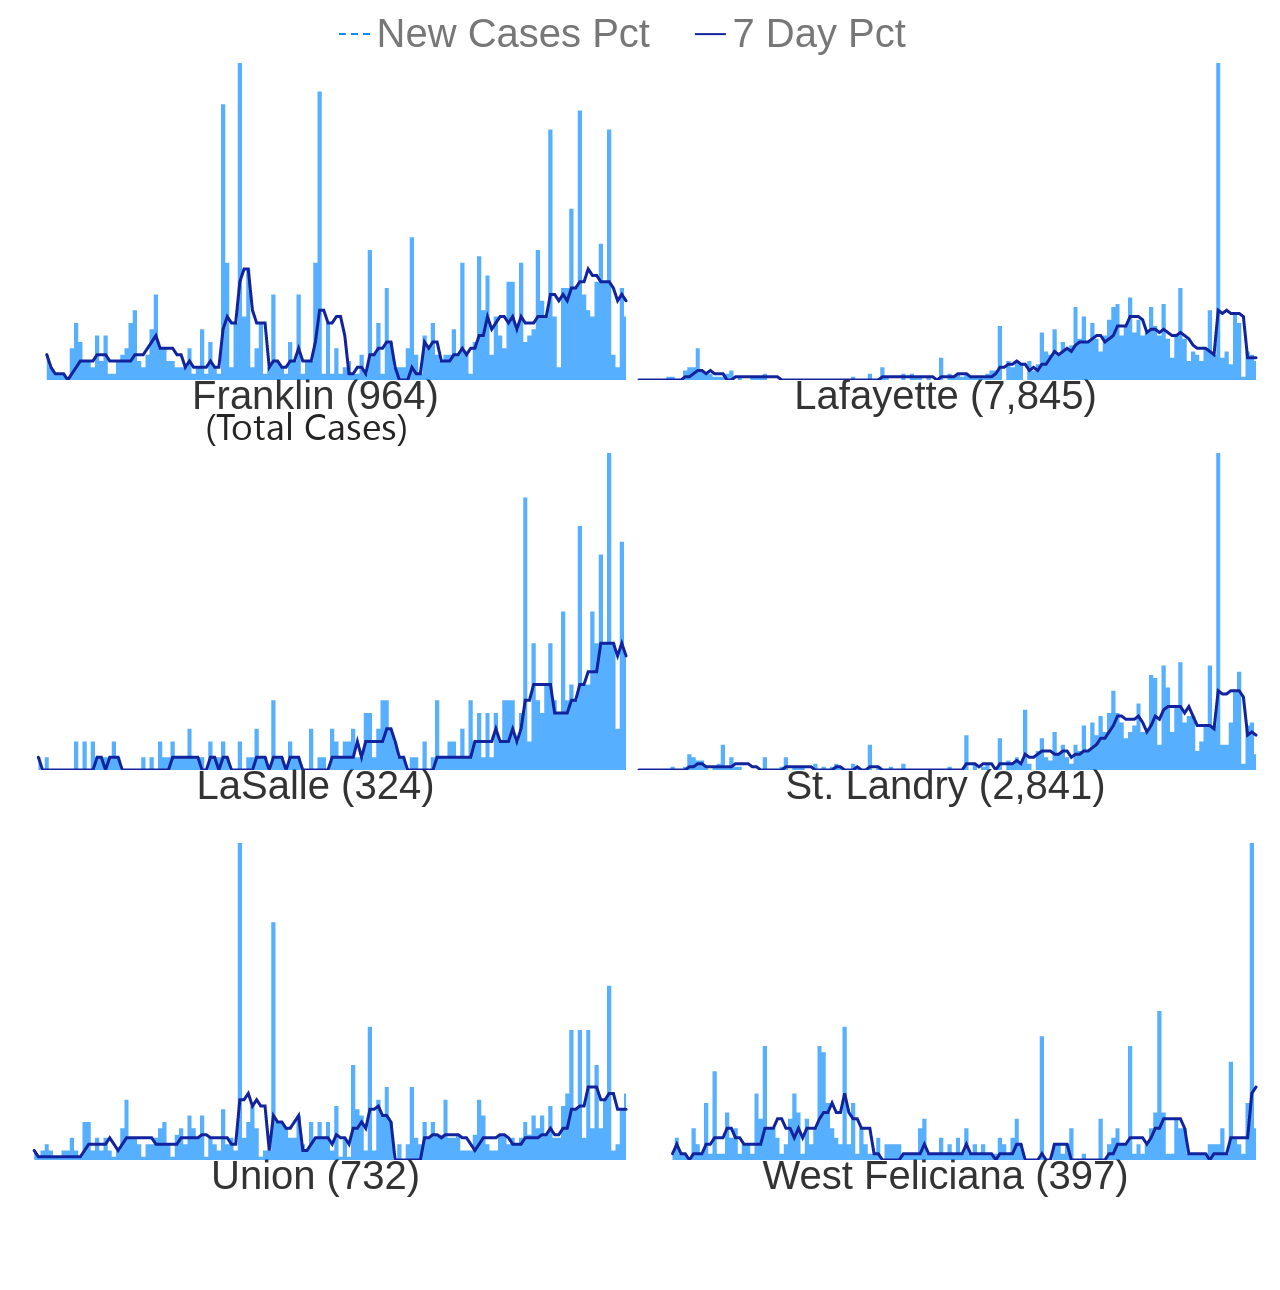 New Cases Pct 7 Day Pct
Franklin (964) Lafayette (7,845)
(Total Cases)
LaSalle (324) St. Landry (2,841)
Union (732) West Feliciana (397)